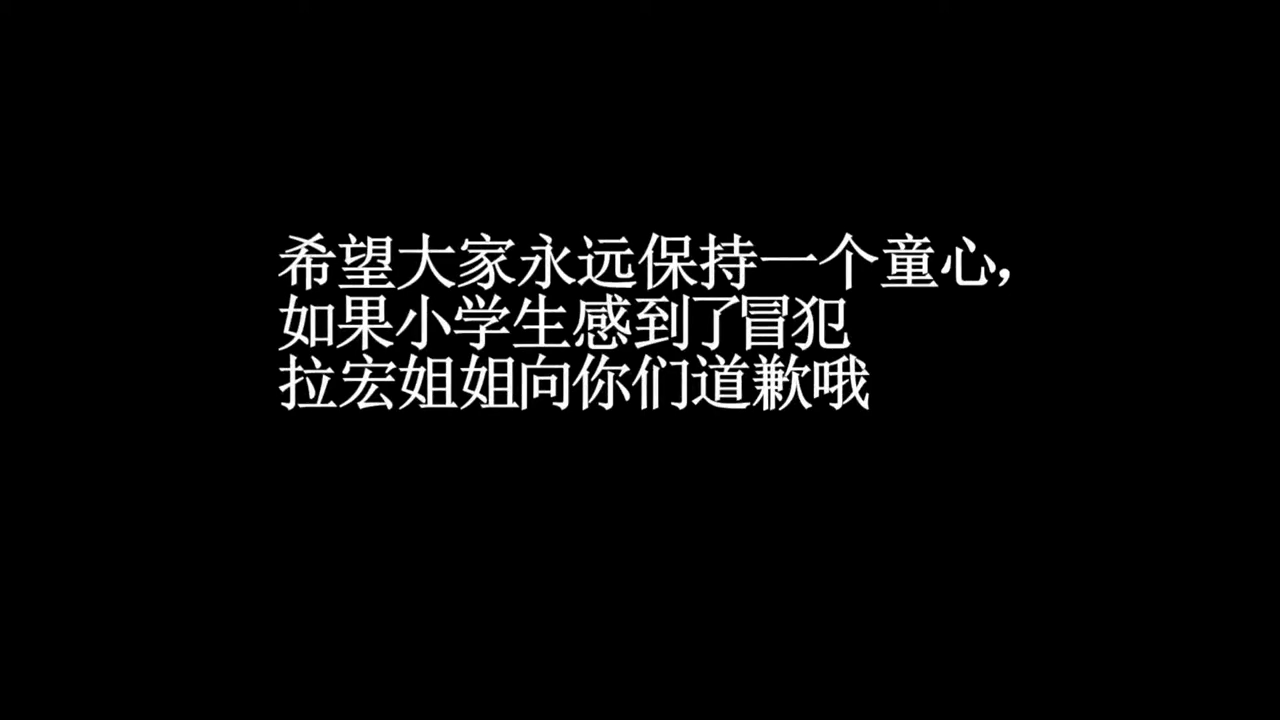 希望大家永远保持一个童心，
如果小学生感到了冒犯
拉宏姐姐向你们道歉哦